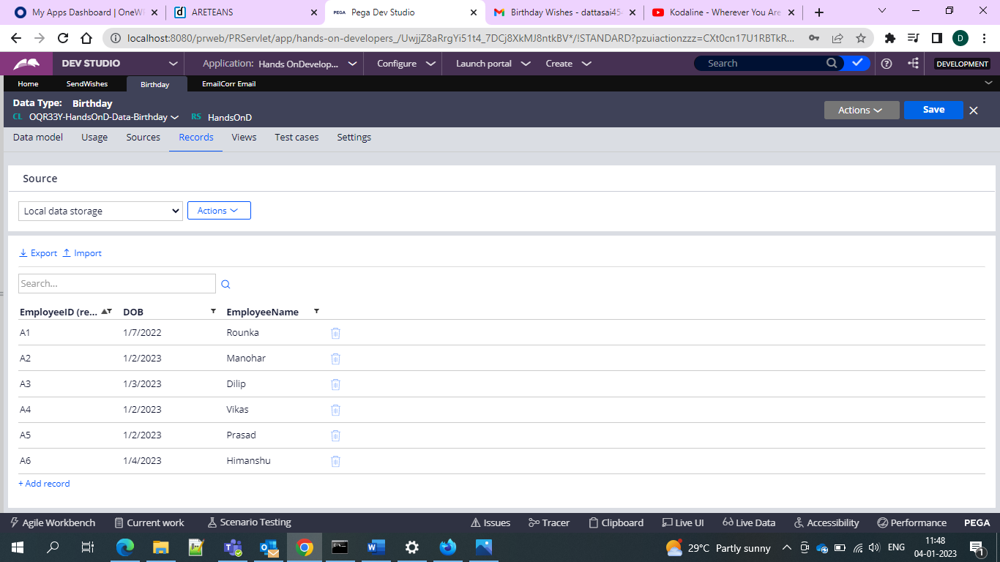 My Apps Dashboard | OneW
ARETEANS
PEGA Pega Dev Studio
Birthday Wishes - dattasai45
Kodaline - Wherever You Are
localhost:8080/prweb/PRServlet/app/hands-on-developers_/UwjjZ8aRrgYi51t4_7DCj8XkMJ8ntkBV*/!STANDARD?pzuiactionzzz=CXt0cn17U1RBTkR...
D
DEV STUDIO
Application: Hands OnDevelop...
Configure
Launch portal
Create
Search
DEVELOPMENT
Home
SendWishes
Birthday
EmailCorr Email
Data Type: Birthday
CL OQR33Y-HandsOnD-Data-Birthday
RS HandsOnD
Actions
Save
Data model
Usage
Sources
Records
Views
Test cases
Settings
Source
Local data storage
Actions
Export
Import
Search...
EmployeeID (re... DOB EmployeeName
A1 1/7/2022 Rounka
A2 1/2/2023 Manohar
A3 1/3/2023 Dilip
A4 1/2/2023 Vikas
A5 1/2/2023 Prasad
A6 1/4/2023 Himanshu
+ Add record
Agile Workbench
Current work
Scenario Testing
Issues
Tracer
Clipboard
Live UI
Live Data
Accessibility
Performance
PEGA
29°C Partly sunny
ENG
11:48
04-01-2023
1